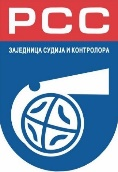 РСС
ЗАЈЕДНИЦА СУДИЈА И КОНТРОЛОРА